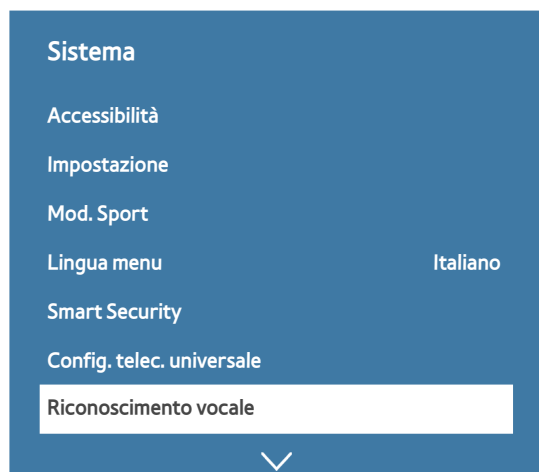 Sistema
Accessibilità
Impostazione
Mod. Sport
Lingua menu Italiano
Smart Security
Config. telec. universale
Riconoscimento vocale